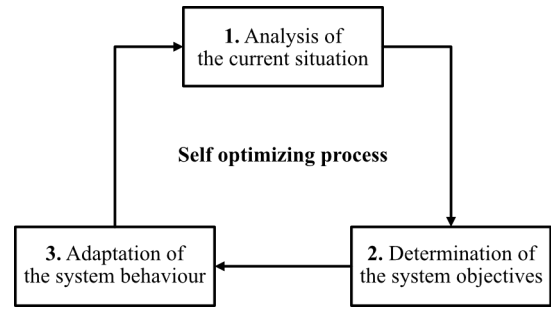 1. Analysis of
the current situation
Self optimizing process
3. Adaptation of
the system behaviour
2. Determination of
the system objectives